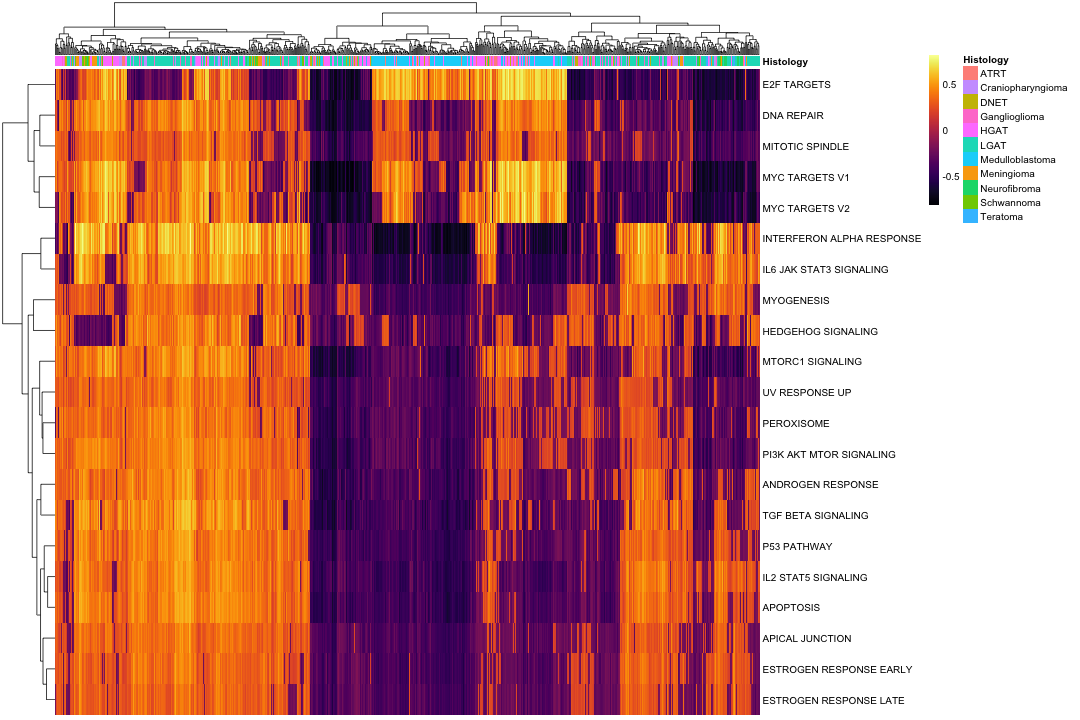 Histology
E2F TARGETS
DNA REPAIR
MITOTIC SPINDLE
MYC TARGETS V1
MYC TARGETS V2
INTERFERON ALPHA RESPONSE
IL6 JAK STAT3 SIGNALING
MYOGENESIS
HEDGEHOG SIGNALING
MTORC1 SIGNALING
UV RESPONSE UP
PEROXISOME
PI3K AKT MTOR SIGNALING
ANDROGEN RESPONSE
TGF BETA SIGNALING
P53 PATHWAY
IL2 STAT5 SIGNALING
APOPTOSIS
APICAL JUNCTION
ESTROGEN RESPONSE EARLY
ESTROGEN RESPONSE LATE
0.5
0
-0.5
Histology
ATRT
Craniopharyngioma
DNET
Ganglioglioma
HGAT
LGAT
Medulloblastoma
Meningioma
Neurofibroma
Schwannoma
Teratoma